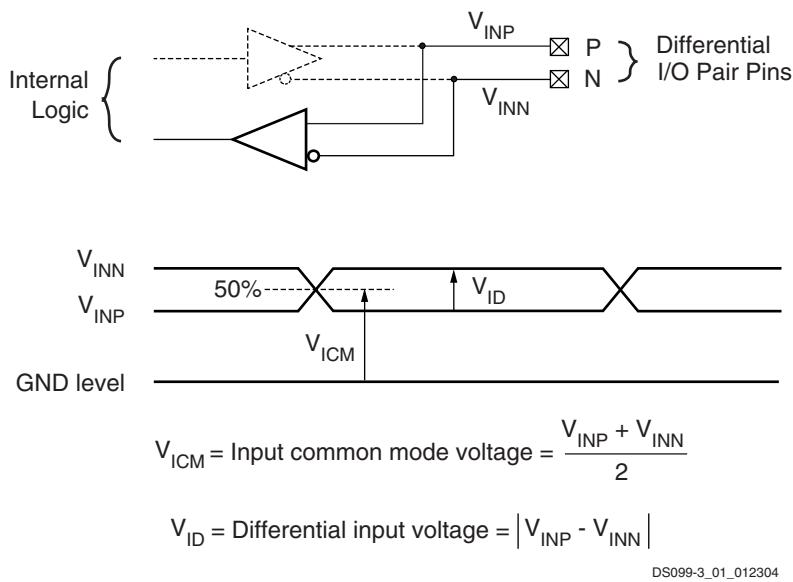 V_INP
P
Differential
I/O Pair Pins
N
Internal
Logic
V_INN
V_INN
50%
V_ID
V_INP
V_ICM
GND level
V_ICM = Input common mode voltage = (V_INP + V_INN) / 2
V_ID = Differential input voltage = |V_INP - V_INN|
DS099-3_01_012304